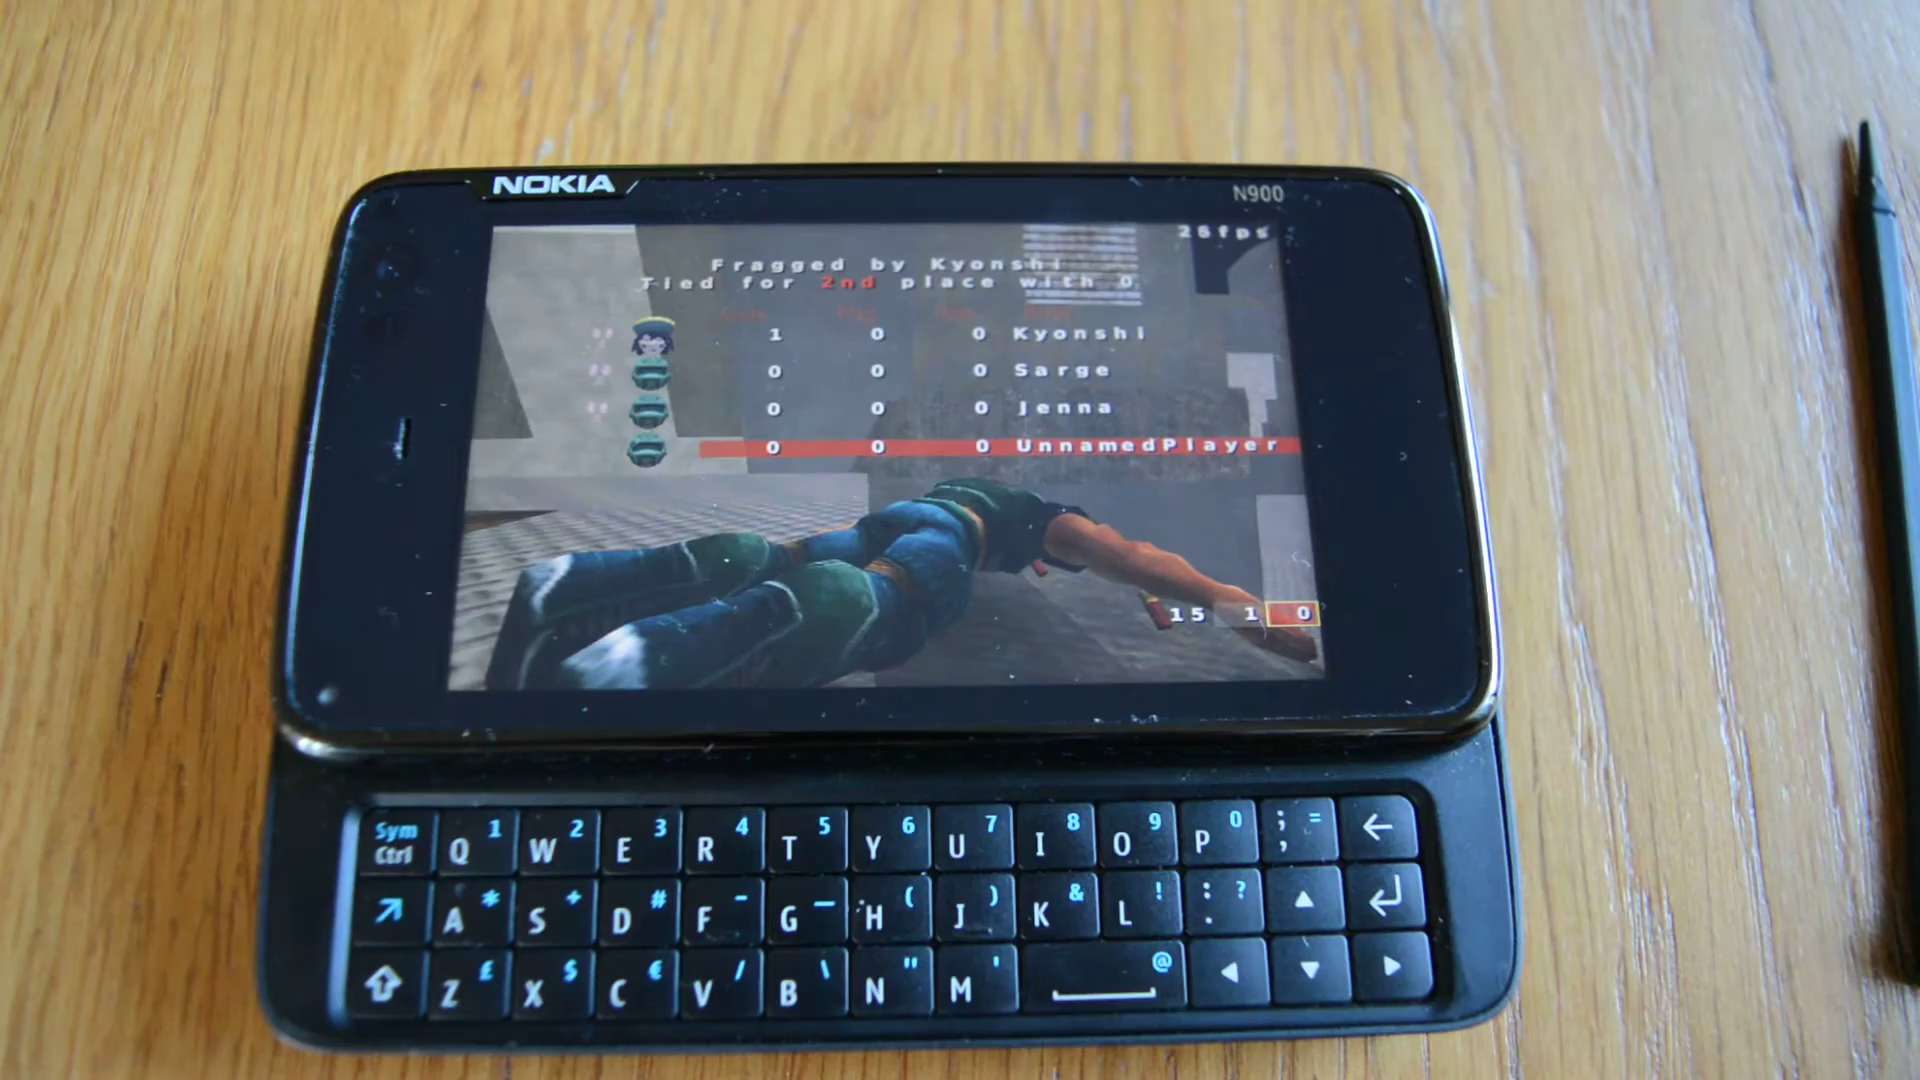 NOKIA
N900
26fps
Fragged by Kyonshi
Tied for 2nd place with 0.
1 0 0 Kyonshi
0 0 0 Sarge
0 0 0 Jenna
0 0 0 UnnamedPlayer
15 1 0
Sym Ctrl Q 1 W 2 E 3 R 4 T 5 Y 6 U 7 I 8 O 9 P 0 ; , = ←
↗ A * S + D # F - G _ H ( J ) K & L ! : . ? ▲ ↵
⇧ Z £ X $ C € V / B \ N " M ' @ ◀ ▼ ▶